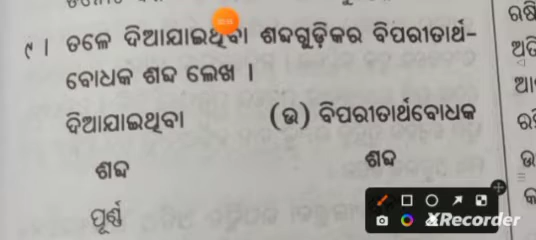 ୯ । ତଳେ ଦିଆଯାଇଥିବା ଶବ୍ଦଗୁଡ଼ିକର ବିପରୀତାର୍ଥ-
ବୋଧକ ଶବ୍ଦ ଲେଖ ।
ଦିଆଯାଇଥିବା (ଉ) ବିପରୀତାର୍ଥବୋଧକ
ଶବ୍ଦ ଶବ୍ଦ
ପୂର୍ଣ୍ଣ
XRecorder